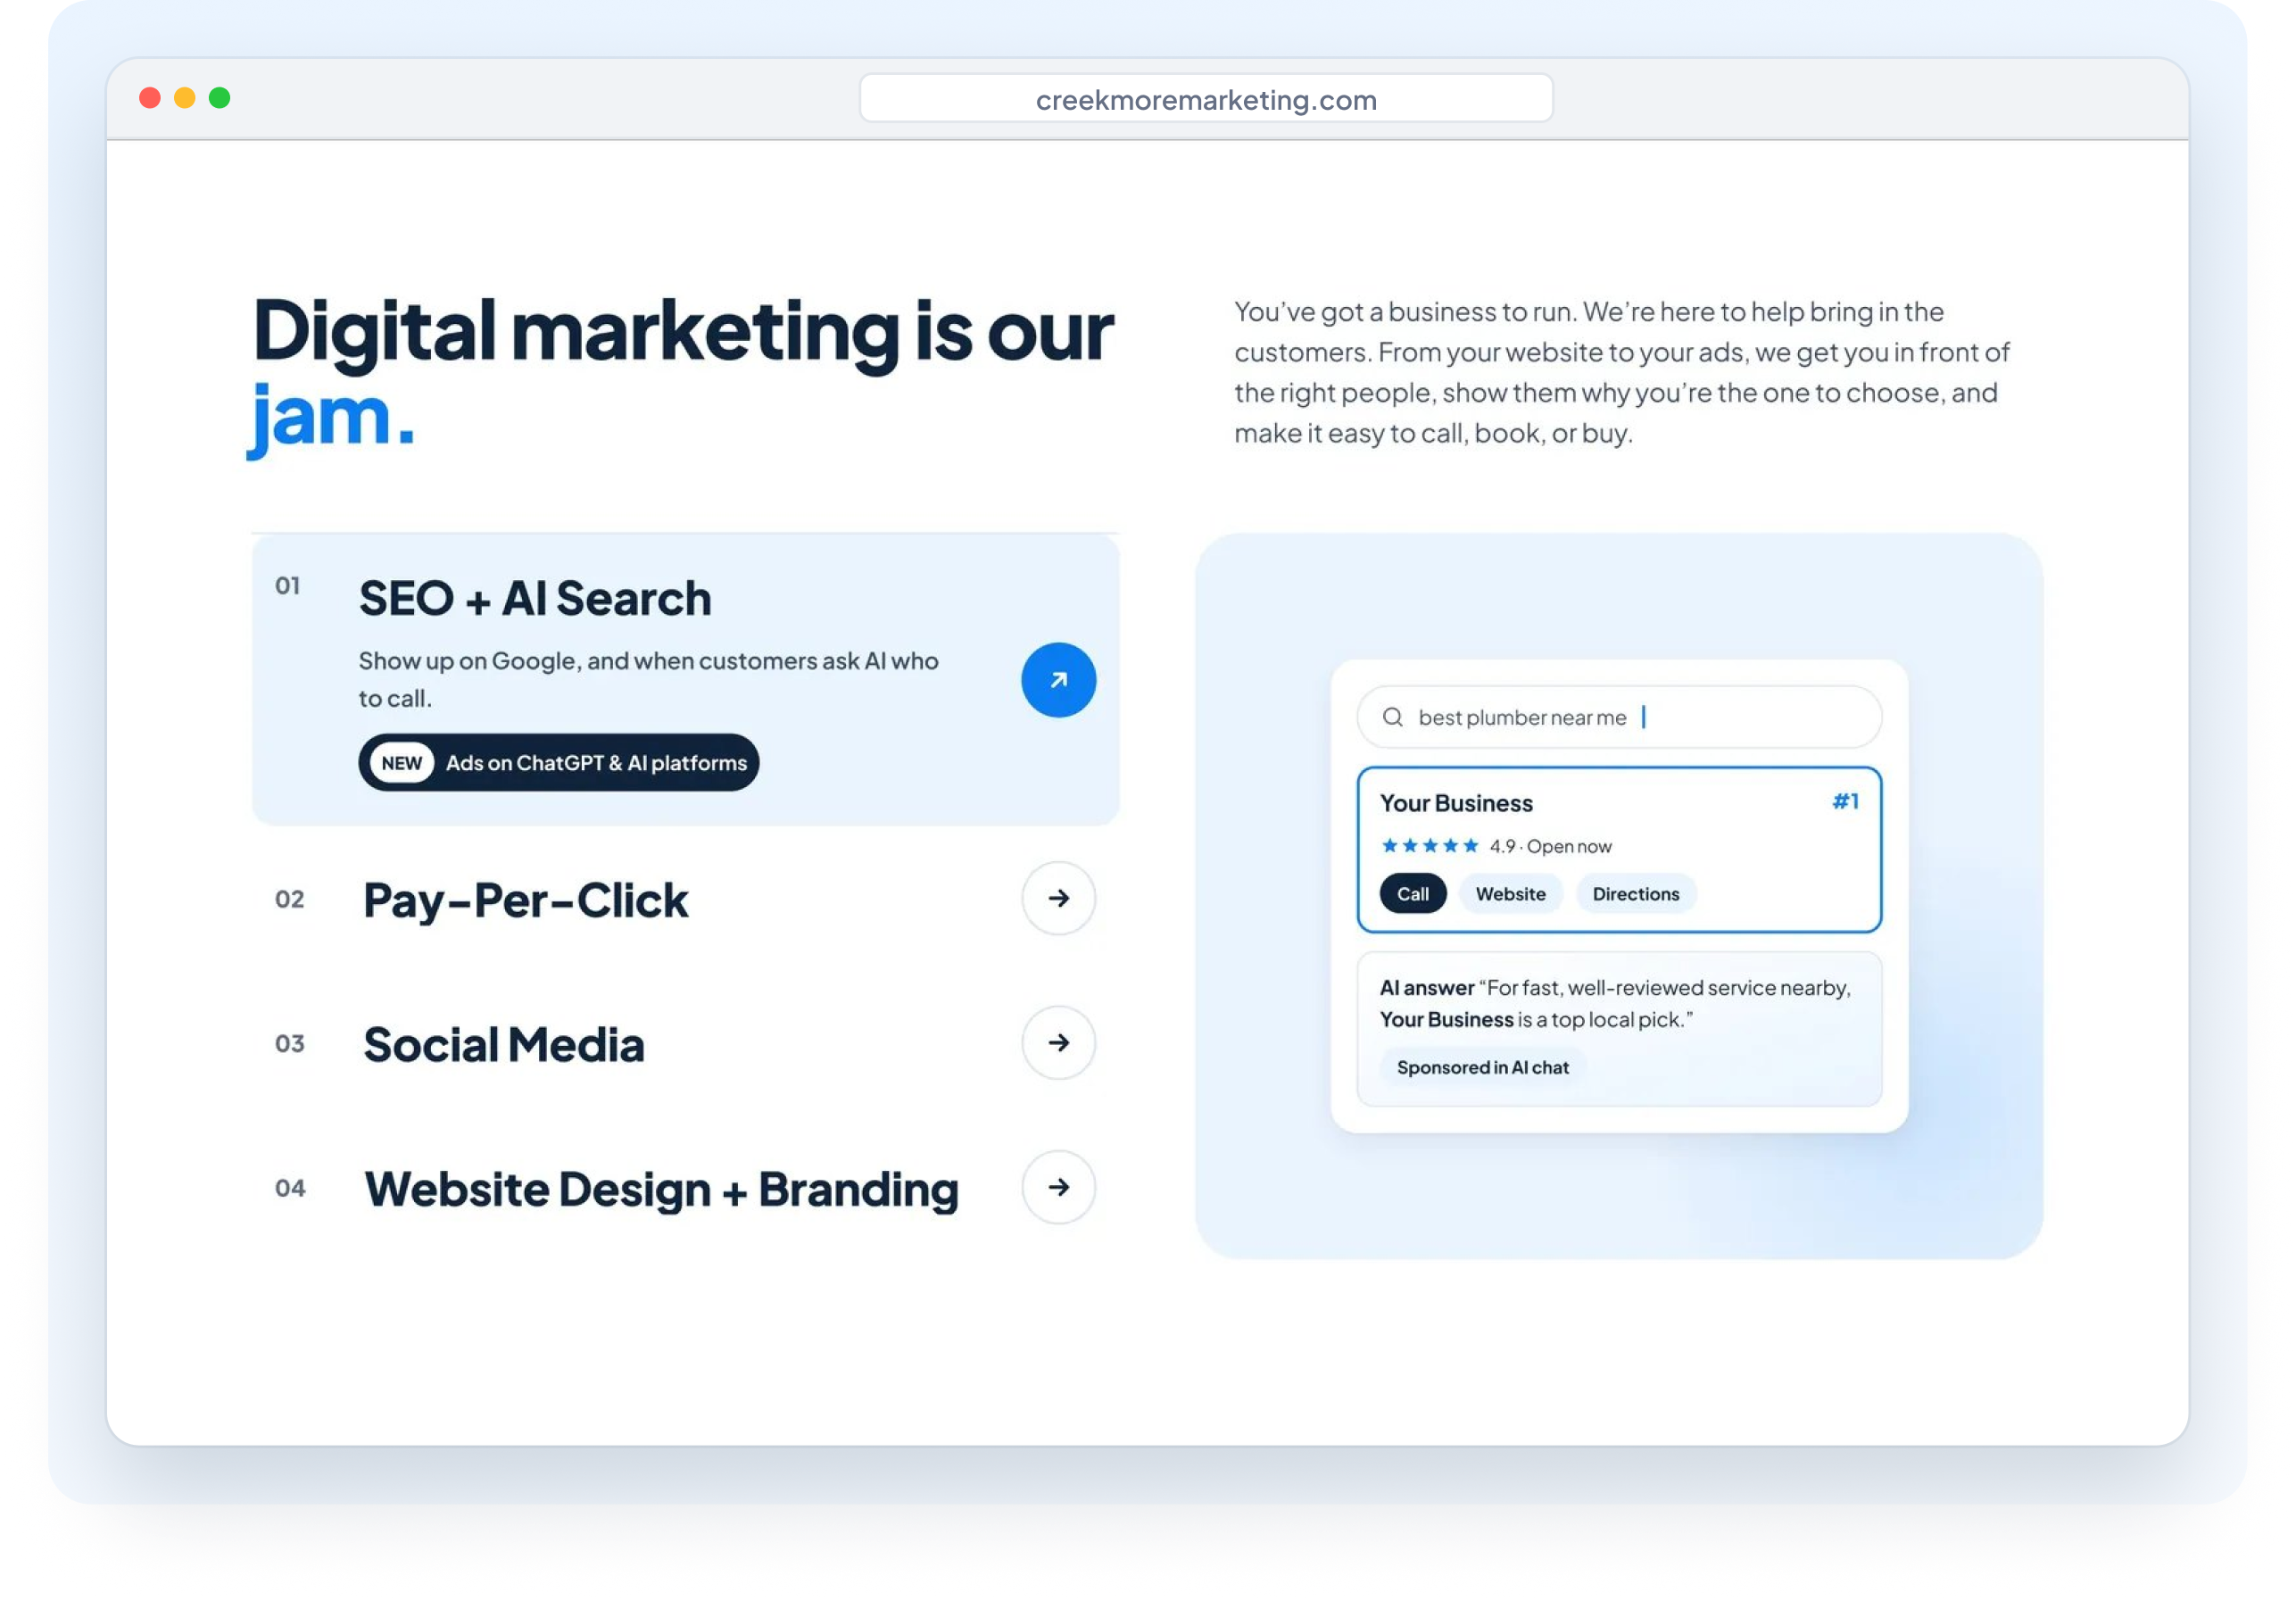 creekmoremarketing.com
Digital marketing is our
jam.
You’ve got a business to run. We’re here to help bring in the
customers. From your website to your ads, we get you in front of
the right people, show them why you’re the one to choose, and
make it easy to call, book, or buy.
01
SEO + AI Search
Show up on Google, and when customers ask AI who
to call.
NEW Ads on ChatGPT & AI platforms
02 Pay-Per-Click
03 Social Media
04 Website Design + Branding
best plumber near me
Your Business #1
★★★★★ 4.9 · Open now
Call Website Directions
AI answer “For fast, well-reviewed service nearby,
Your Business is a top local pick.”
Sponsored in AI chat